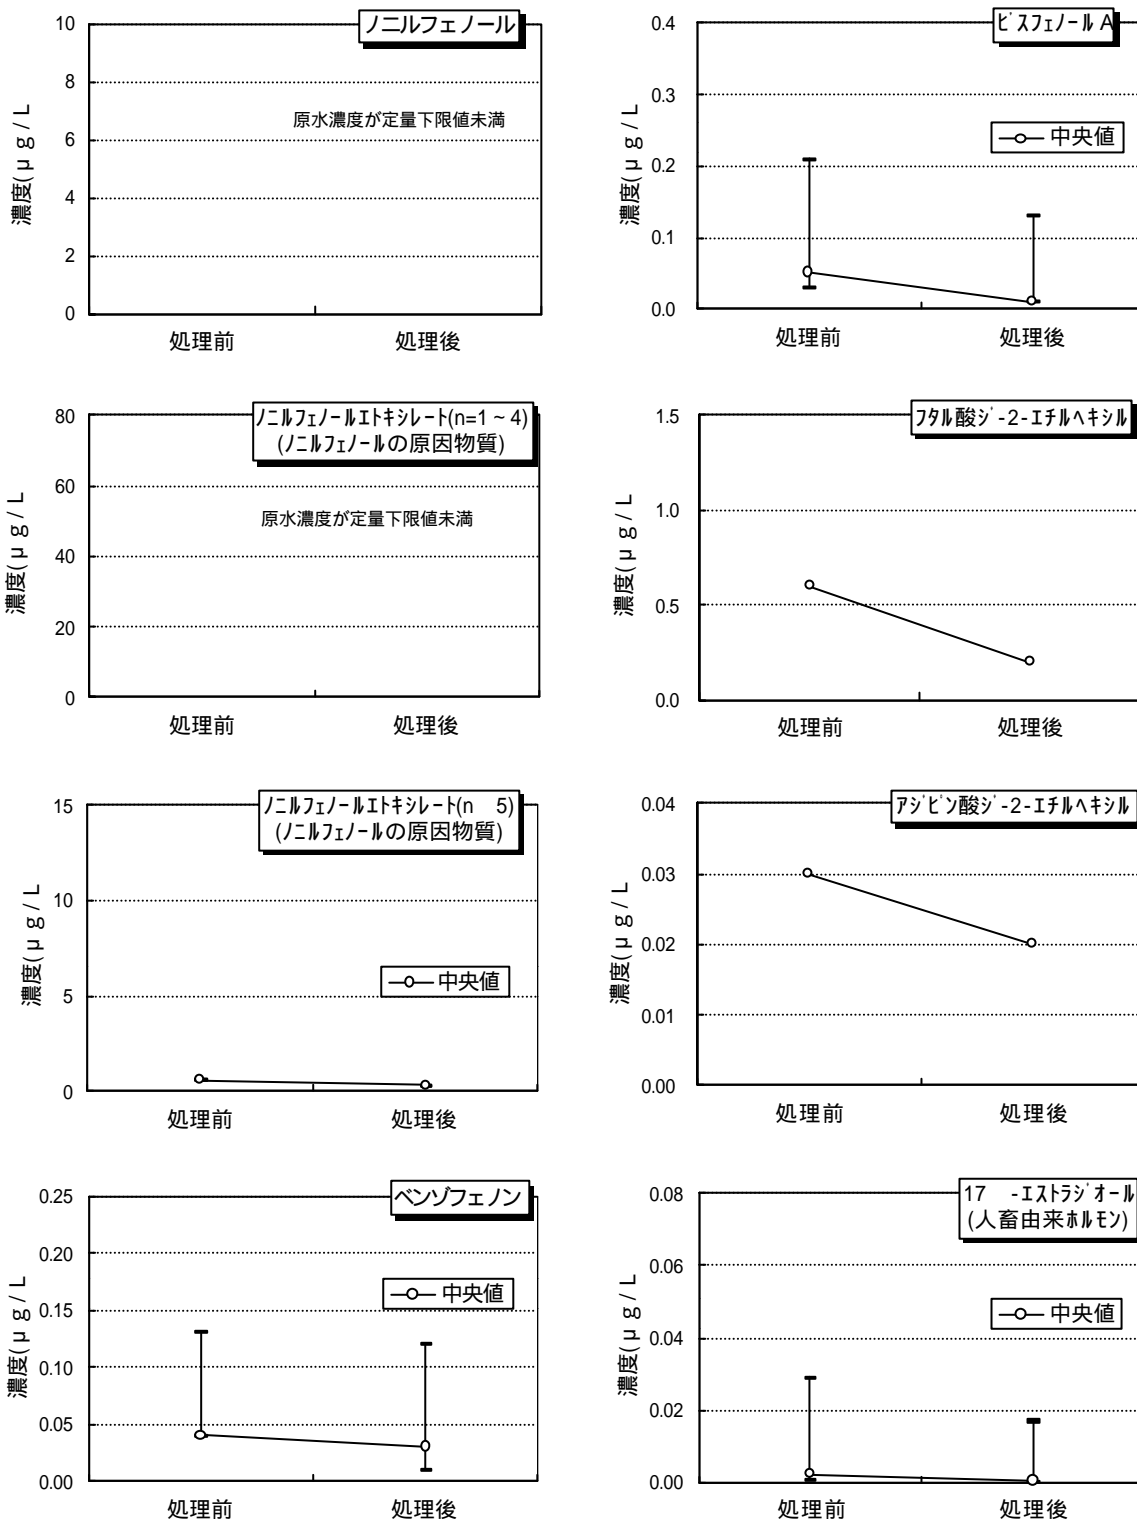 ノニルフェノール
10
8
6
4
2
0
濃度(μg/L
原水濃度が定量下限値未満
処理前
処理後
ビスフェノールA
0.4
0.3
0.2
0.1
0.0
濃度(μg/L
中央値
処理前
処理後
ノニルフェノールエトキシレート(n=1~4)
(ノニルフェノールの原因物質)
80
60
40
20
0
濃度(μg/L
原水濃度が定量下限値未満
処理前
処理後
フタル酸ジ-2-エチルヘキシル
1.5
1.0
0.5
0.0
濃度(μg/L
処理前
処理後
ノニルフェノールエトキシレート(n 5)
(ノニルフェノールの原因物質)
15
10
5
0
濃度(μg/L
中央値
処理前
処理後
アジピン酸ジ-2-エチルヘキシル
0.04
0.03
0.02
0.01
0.00
濃度(μg/L
処理前
処理後
ベンゾフェノン
0.25
0.20
0.15
0.10
0.05
0.00
濃度(μg/L
中央値
処理前
処理後
17 -エストラジオール
(人畜由来ホルモン)
0.08
0.06
0.04
0.02
0.00
濃度(μg/L
中央値
処理前
処理後